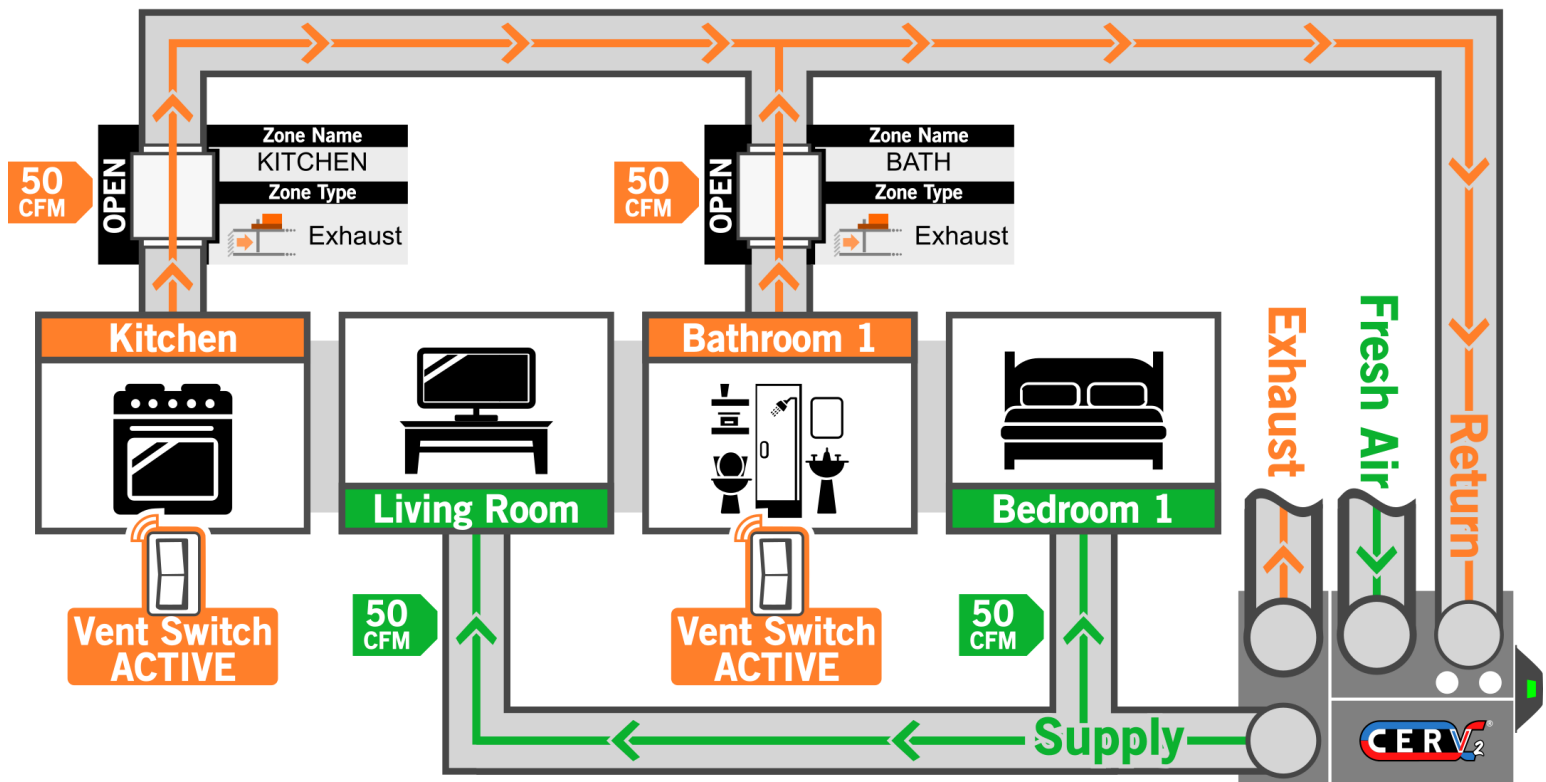 Zone Name
KITCHEN
Zone Type
Exhaust
OPEN
50
CFM
Zone Name
BATH
Zone Type
Exhaust
OPEN
50
CFM
Kitchen
Living Room
Bathroom 1
Bedroom 1
Exhaust
Fresh Air
Return
Vent Switch
ACTIVE
50
CFM
Vent Switch
ACTIVE
50
CFM
Supply
CERV2®